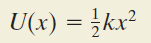 U(x) = ½kx²